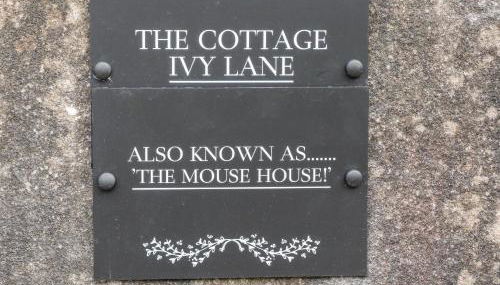 THE COTTAGE
IVY LANE
ALSO KNOWN AS.......
'THE MOUSE HOUSE!'